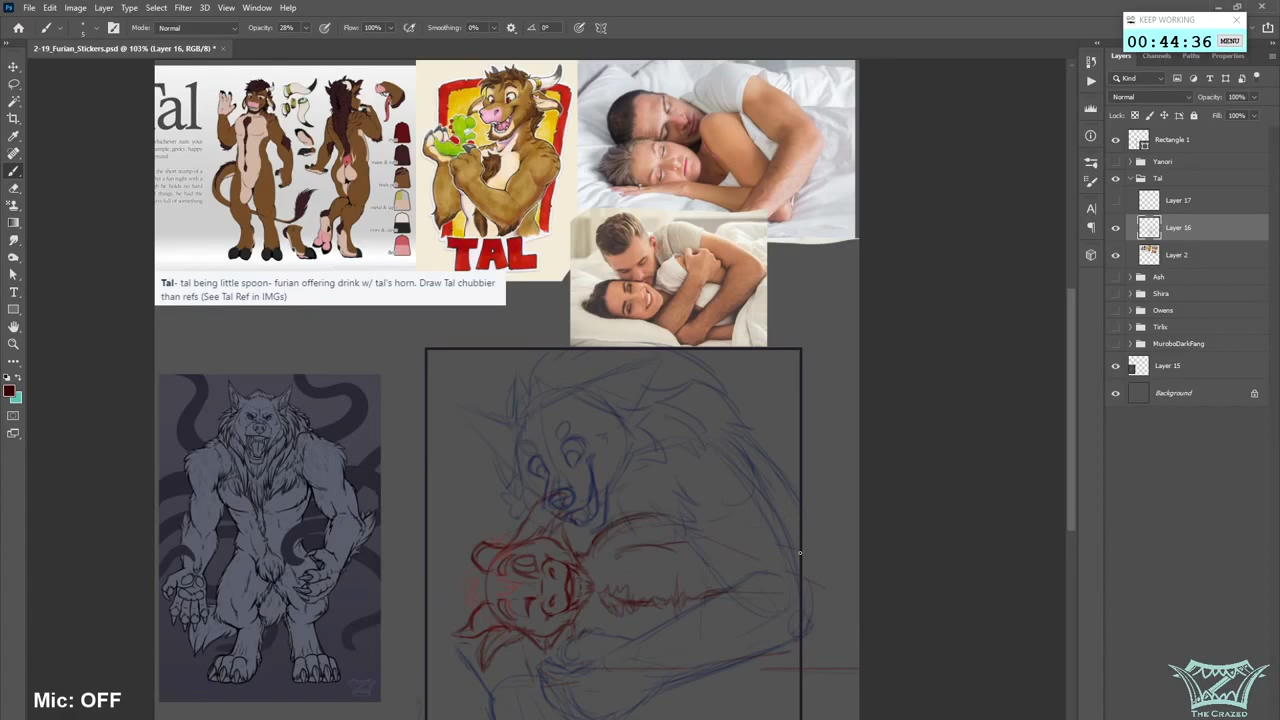 File Edit Image Layer Type Select Filter 3D View Window Help
Mode: Normal Opacity: 28% Flow: 100% Smoothing: 0% 0°
2-19_Furian_Stickers.psd @ 103% (Layer 16, RGB/8) *
KEEP WORKING
00:44:36 MENU
Layers Channels Paths Properties
Kind
Normal Opacity: 100%
Lock: Fill: 100%
Rectangle 1
Yanori
Tal
Layer 17
Layer 16
Layer 2
Ash
Shira
Owens
Tirlix
MuroboDarkFang
Layer 15
Background
Tal
TAL
Tal- tal being little spoon- furian offering drink w/ tal's horn. Draw Tal chubbier
than refs (See Tal Ref in IMGs)
Mic: OFF
THE CRAZED